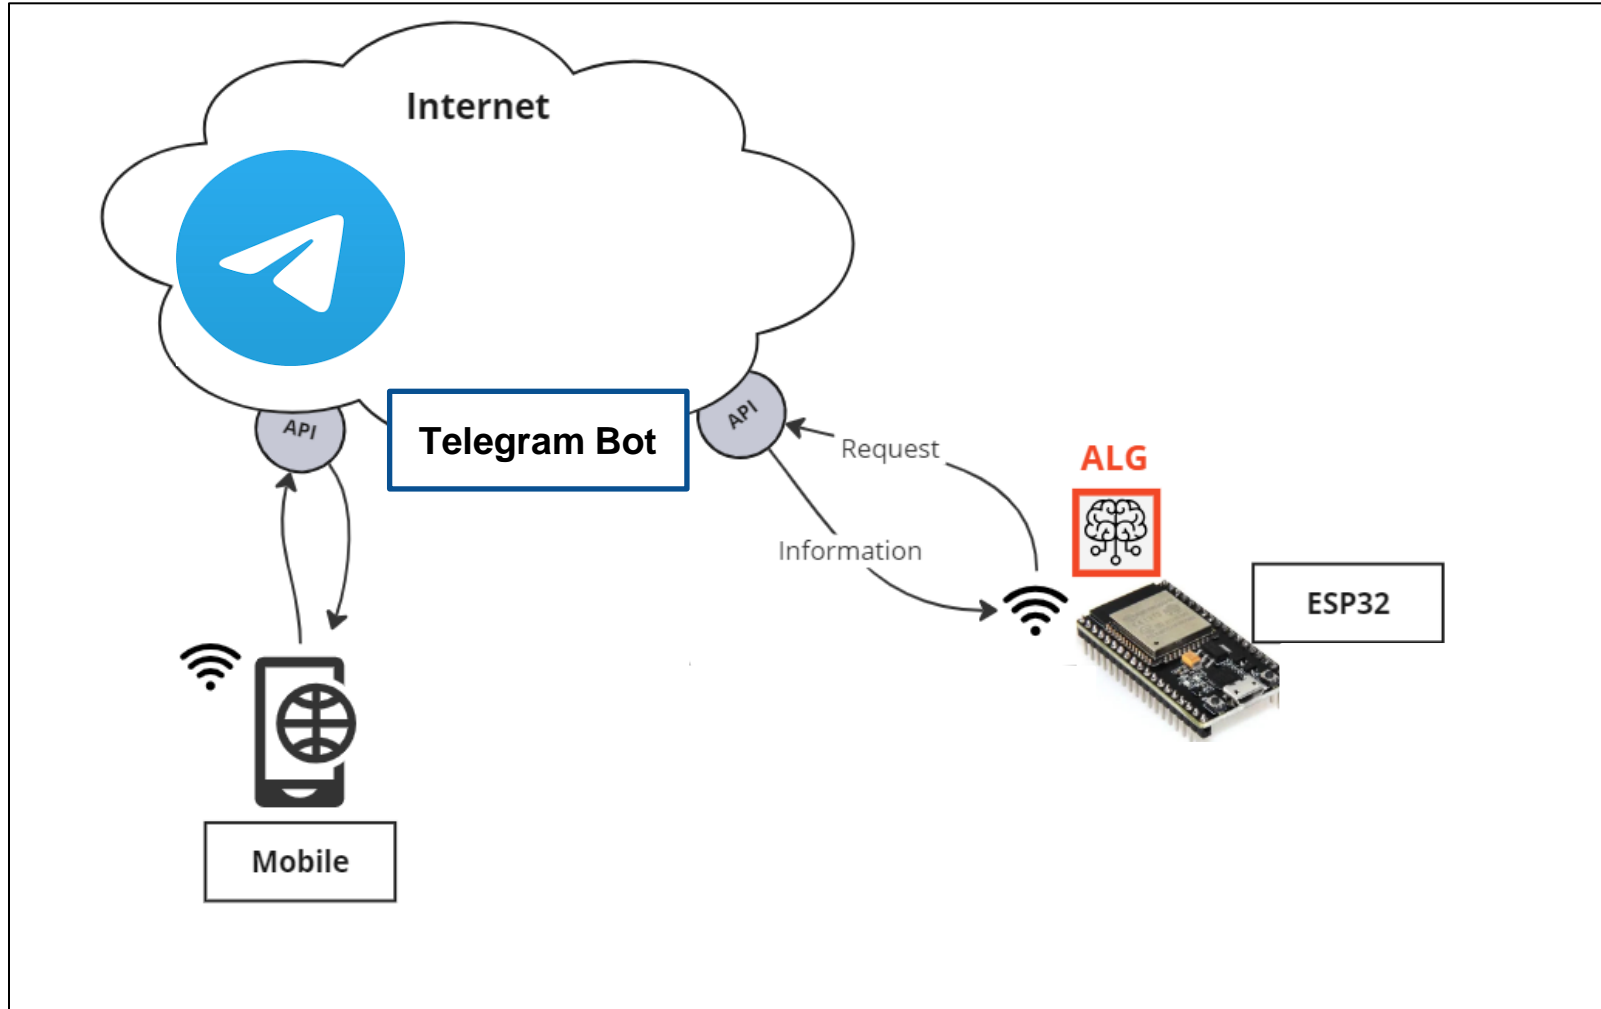 Internet
API
Telegram Bot
API
Request
Information
ALG
ESP32
Mobile